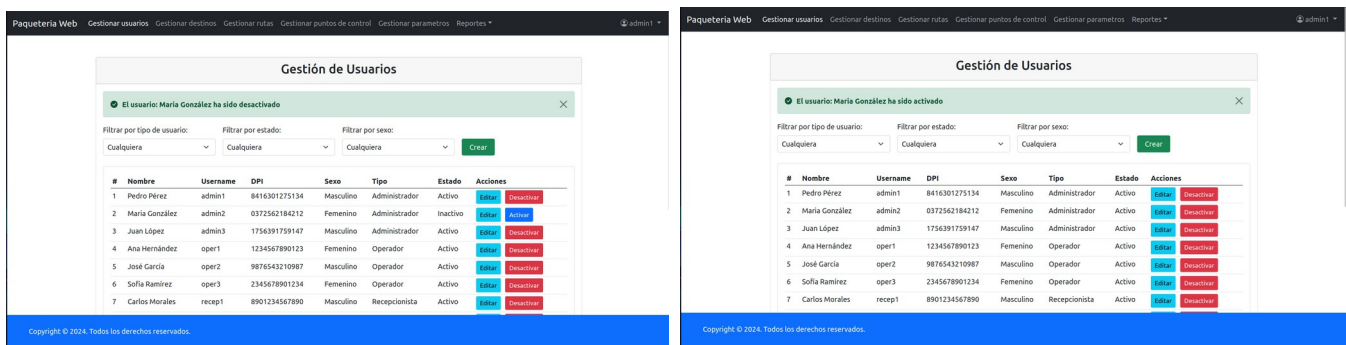 Paquetería Web Gestionar usuarios Gestionar destinos Gestionar rutas Gestionar puntos de control Gestionar parametros Reportes admin1
Gestión de Usuarios
El usuario: Maria González ha sido desactivado
Filtrar por tipo de usuario: Filtrar por estado: Filtrar por sexo:
Cualquiera Cualquiera Cualquiera Crear
# Nombre Username DPI Sexo Tipo Estado Acciones
1 Pedro Pérez admin1 8416301275134 Masculino Administrador Activo Editar Desactivar
2 Maria González admin2 0372562184212 Femenino Administrador Inactivo Editar Activar
3 Juan López admin3 1756391759147 Masculino Administrador Activo Editar Desactivar
4 Ana Hernández oper1 1234567890123 Femenino Operador Activo Editar Desactivar
5 José García oper2 9876543210987 Masculino Operador Activo Editar Desactivar
6 Sofía Ramírez oper3 2345678901234 Femenino Operador Activo Editar Desactivar
7 Carlos Morales recep1 8901234567890 Masculino Recepcionista Activo Editar Desactivar
Copyright © 2024. Todos los derechos reservados.
Paquetería Web Gestionar usuarios Gestionar destinos Gestionar rutas Gestionar puntos de control Gestionar parametros Reportes admin1
Gestión de Usuarios
El usuario: Maria González ha sido activado
Filtrar por tipo de usuario: Filtrar por estado: Filtrar por sexo:
Cualquiera Cualquiera Cualquiera Crear
# Nombre Username DPI Sexo Tipo Estado Acciones
1 Pedro Pérez admin1 8416301275134 Masculino Administrador Activo Editar Desactivar
2 Maria González admin2 0372562184212 Femenino Administrador Activo Editar Desactivar
3 Juan López admin3 1756391759147 Masculino Administrador Activo Editar Desactivar
4 Ana Hernández oper1 1234567890123 Femenino Operador Activo Editar Desactivar
5 José García oper2 9876543210987 Masculino Operador Activo Editar Desactivar
6 Sofía Ramírez oper3 2345678901234 Femenino Operador Activo Editar Desactivar
7 Carlos Morales recep1 8901234567890 Masculino Recepcionista Activo Editar Desactivar
Copyright © 2024. Todos los derechos reservados.